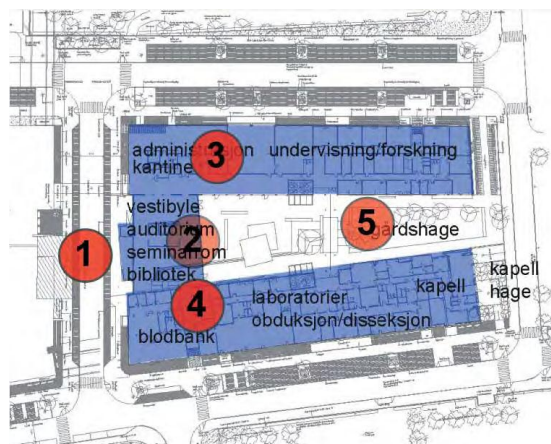 3
administrasjon undervisning/forskning
kantine
vestibyle
auditorium
seminarrom
bibliotek
1
2
5
gårdshage
4
laboratorier
obduksjon/disseksjon
blodbank
kapell
kapell
hage